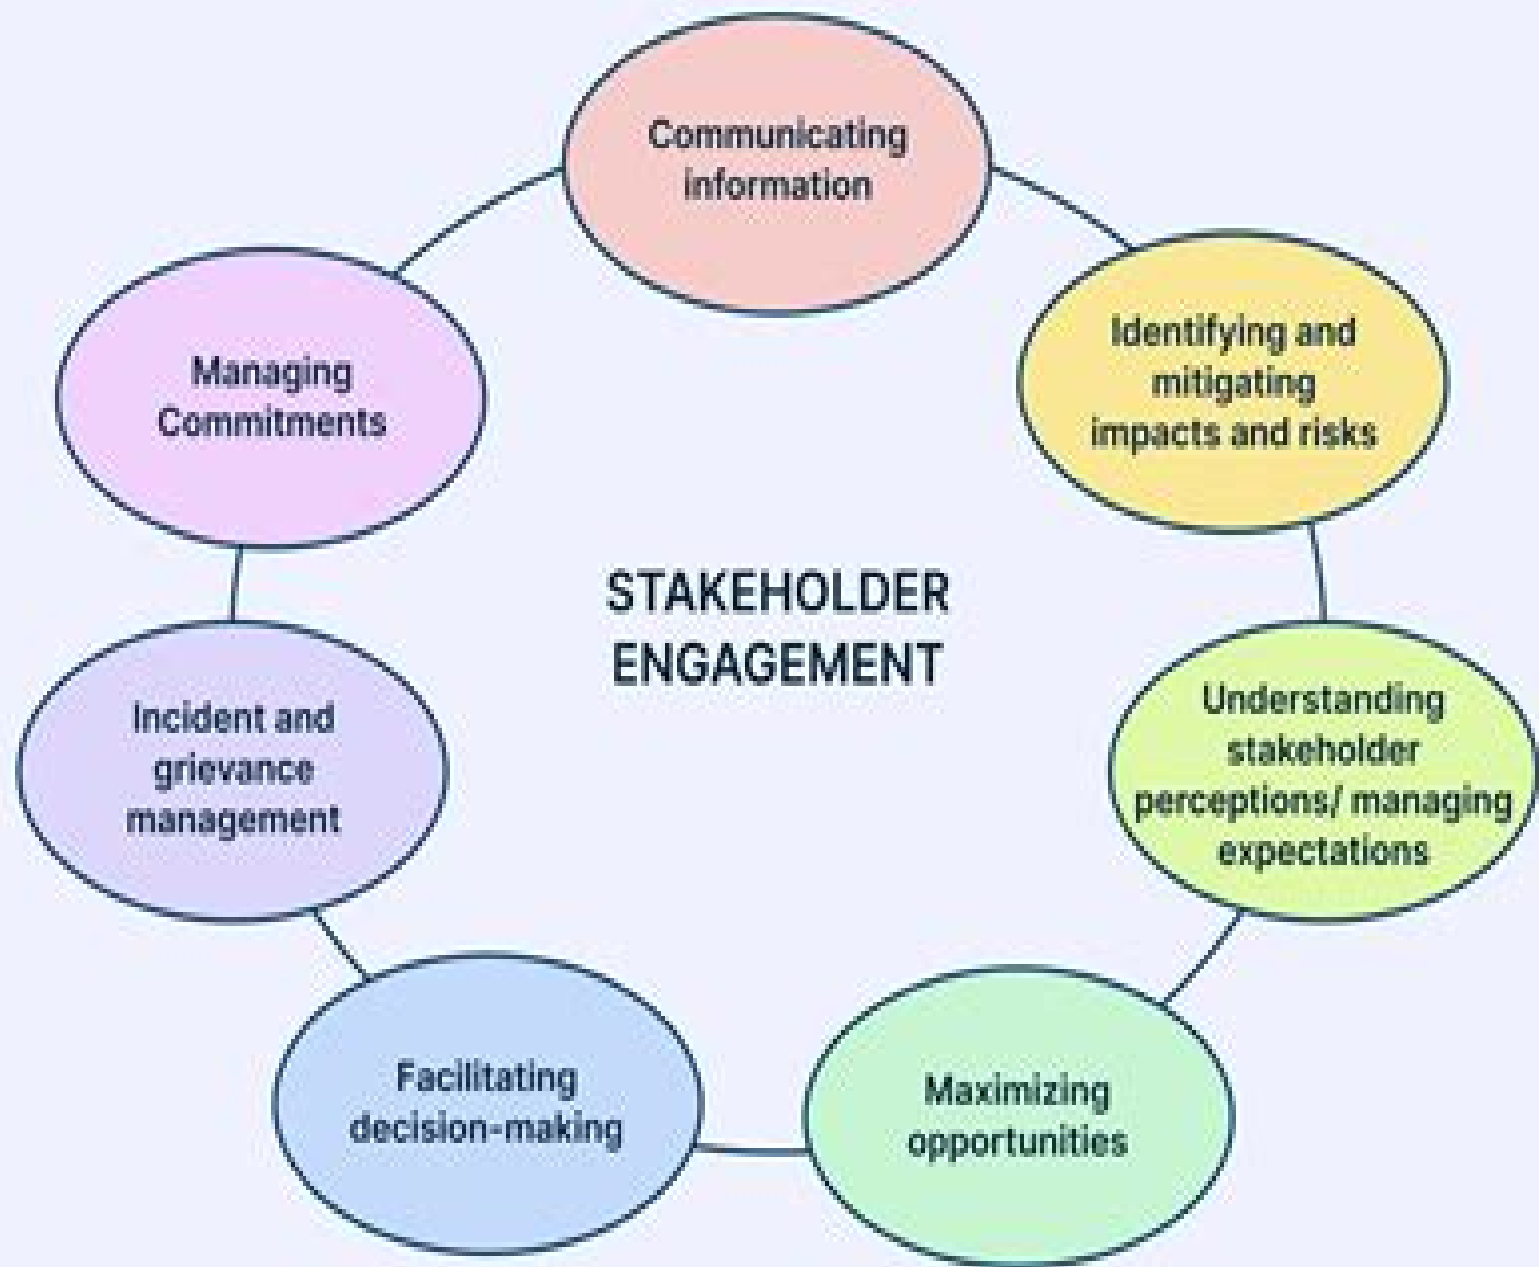 Communicating
information
Identifying and
mitigating
impacts and risks
Understanding
stakeholder
perceptions/ managing
expectations
Maximizing
opportunities
Facilitating
decision-making
Incident and
grievance
management
Managing
Commitments
STAKEHOLDER
ENGAGEMENT